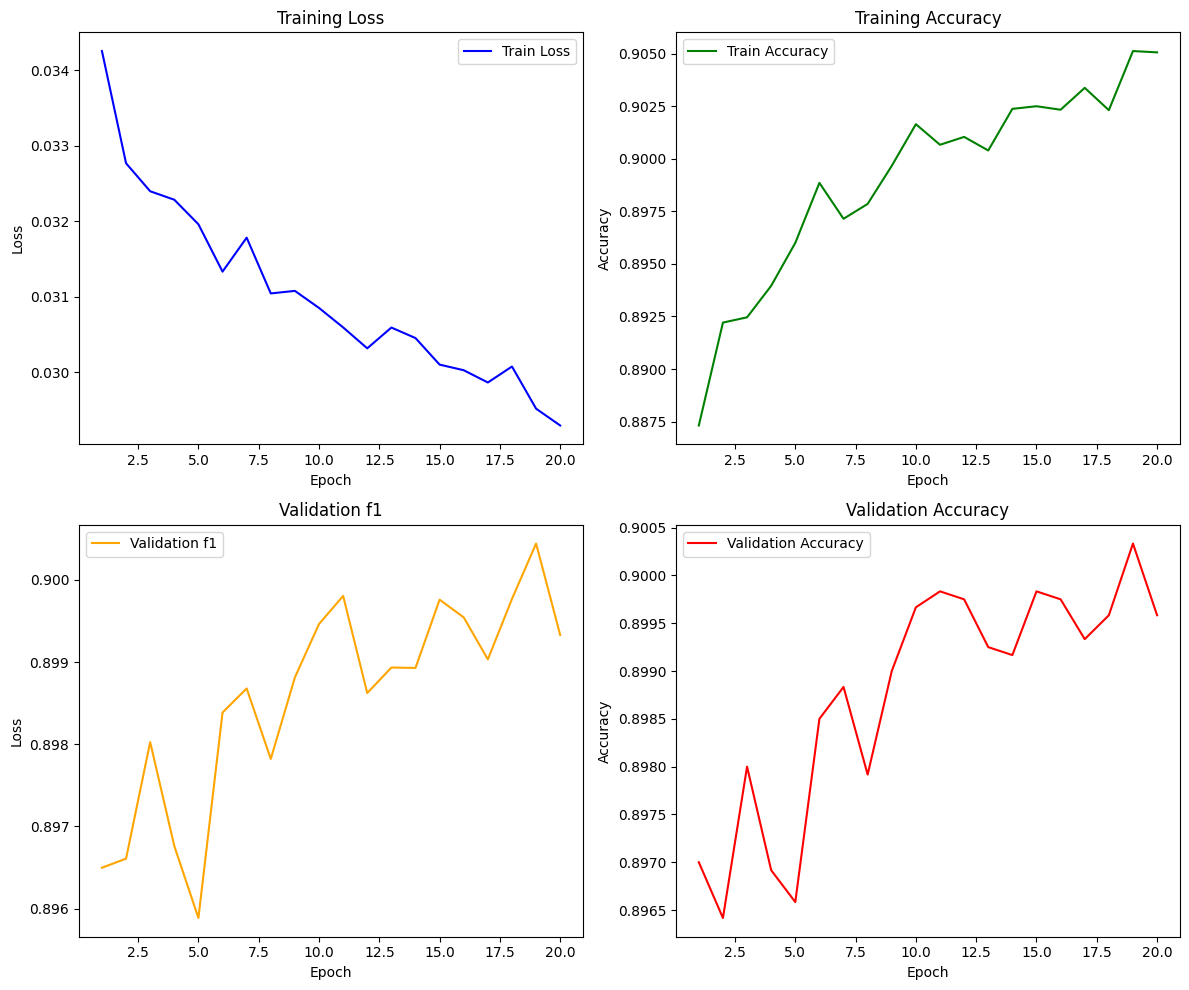 Training Loss
Train Loss
0.034
0.033
0.032
0.031
0.030
Loss
2.5 5.0 7.5 10.0 12.5 15.0 17.5 20.0
Epoch
Training Accuracy
Train Accuracy
0.9050
0.9025
0.9000
0.8975
0.8950
0.8925
0.8900
0.8875
Accuracy
2.5 5.0 7.5 10.0 12.5 15.0 17.5 20.0
Epoch
Validation f1
Validation f1
0.900
0.899
0.898
0.897
0.896
Loss
2.5 5.0 7.5 10.0 12.5 15.0 17.5 20.0
Epoch
Validation Accuracy
Validation Accuracy
0.9005
0.9000
0.8995
0.8990
0.8985
0.8980
0.8975
0.8970
0.8965
Accuracy
2.5 5.0 7.5 10.0 12.5 15.0 17.5 20.0
Epoch